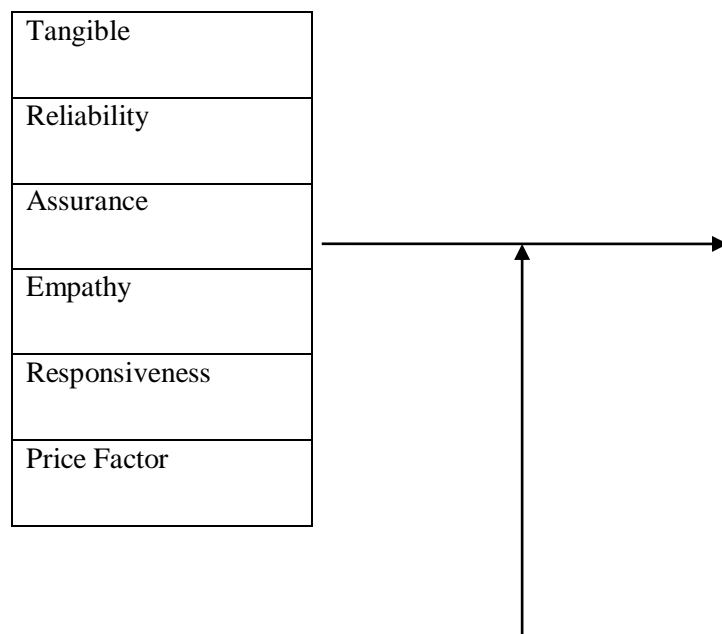 Tangible
Reliability
Assurance
Empathy
Responsiveness
Price Factor